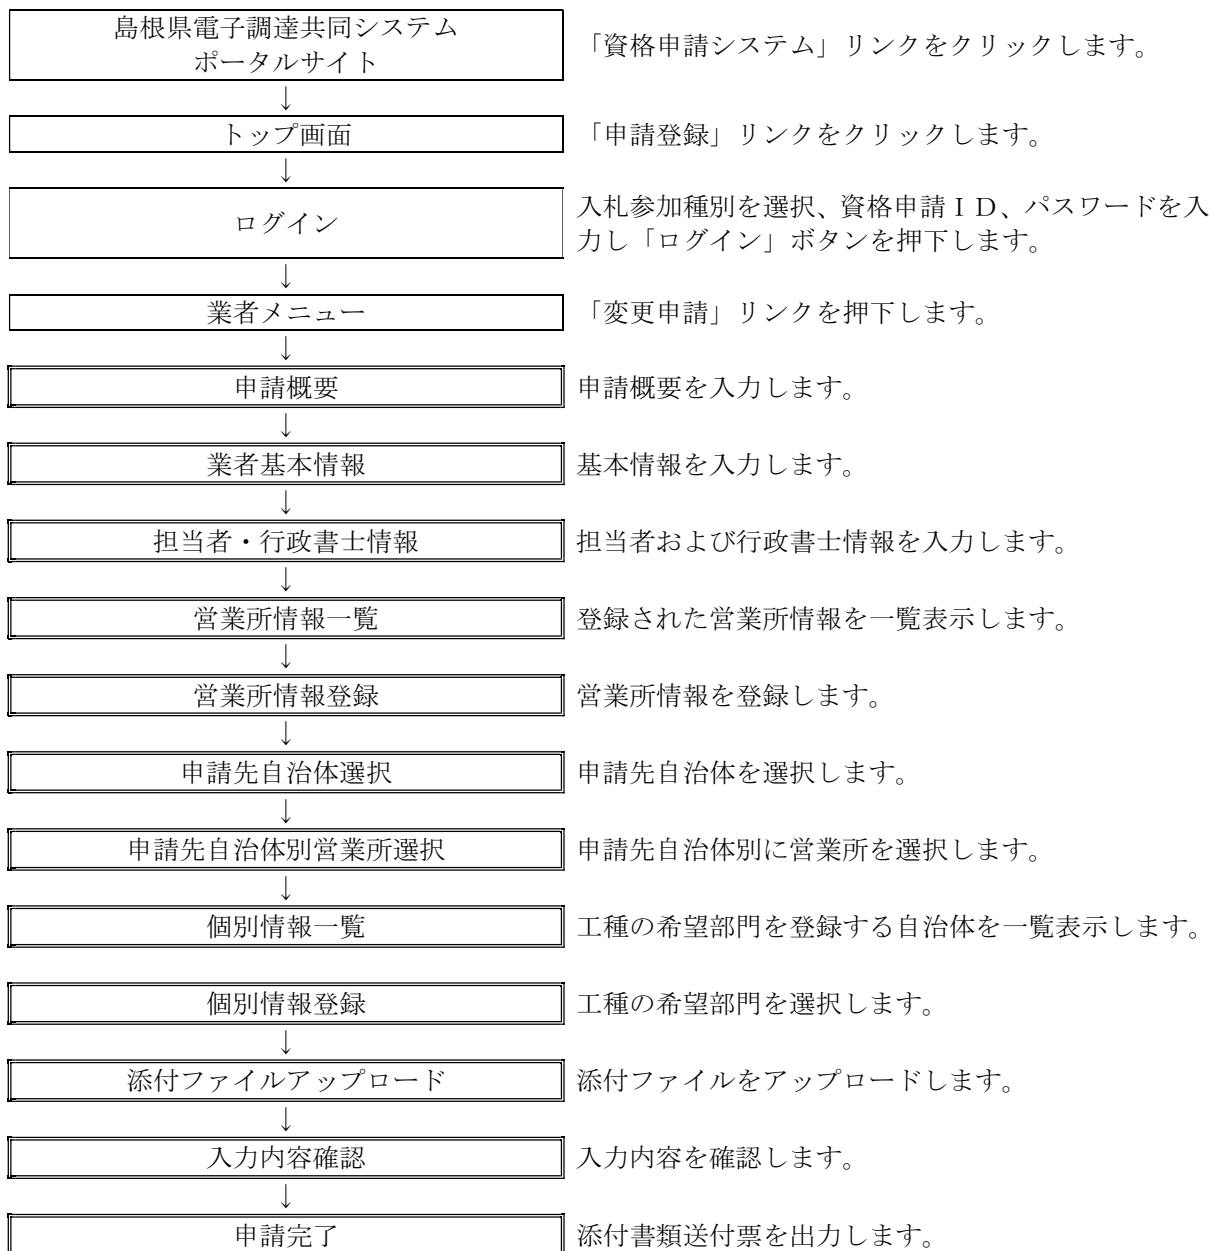 島根県電子調達共同システム
ポータルサイト
「資格申請システム」リンクをクリックします。
↓
トップ画面
「申請登録」リンクをクリックします。
↓
ログイン
入札参加種別を選択、資格申請ＩＤ、パスワードを入
力し「ログイン」ボタンを押下します。
↓
業者メニュー
「変更申請」リンクを押下します。
↓
申請概要
申請概要を入力します。
↓
業者基本情報
基本情報を入力します。
↓
担当者・行政書士情報
担当者および行政書士情報を入力します。
↓
営業所情報一覧
登録された営業所情報を一覧表示します。
↓
営業所情報登録
営業所情報を登録します。
↓
申請先自治体選択
申請先自治体を選択します。
↓
申請先自治体別営業所選択
申請先自治体別に営業所を選択します。
↓
個別情報一覧
工種の希望部門を登録する自治体を一覧表示します。
個別情報登録
工種の希望部門を選択します。
↓
添付ファイルアップロード
添付ファイルをアップロードします。
↓
入力内容確認
入力内容を確認します。
↓
申請完了
添付書類送付票を出力します。